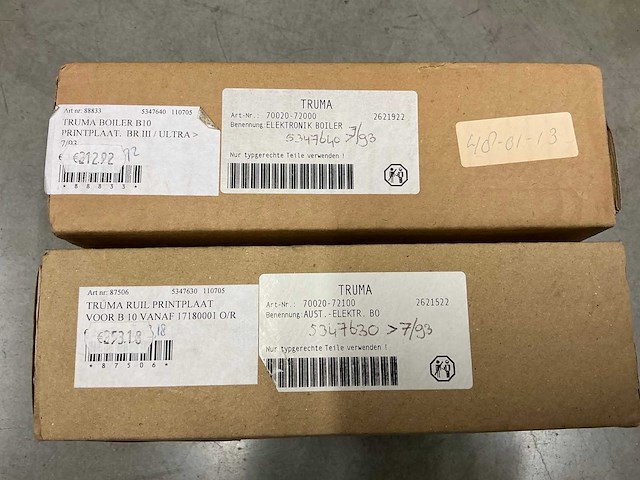 Art nr: 88833 5347640 110705
TRUMA BOILER B10
PRINTPLAAT. BR III / ULTRA >
7/93
€212.92
*88833*
TRUMA
Art-Nr. 70020-72000 2621922
Benennung ELEKTRONIK BOILER
5347640 >7/93
Nur typgerechte Teile verwenden !
48-01-13
Art nr: 87506 5347630 110705
TRUMA RUIL PRINTPLAAT
VOOR B 10 VANAF 17180001 O/R
€253.18
*87506*
TRUMA
Art-Nr.: 70020-72100 2621522
Benennung:AUST.-ELEKTR. BO
5347630 >7/93
Nur typgerechte Teile verwenden !